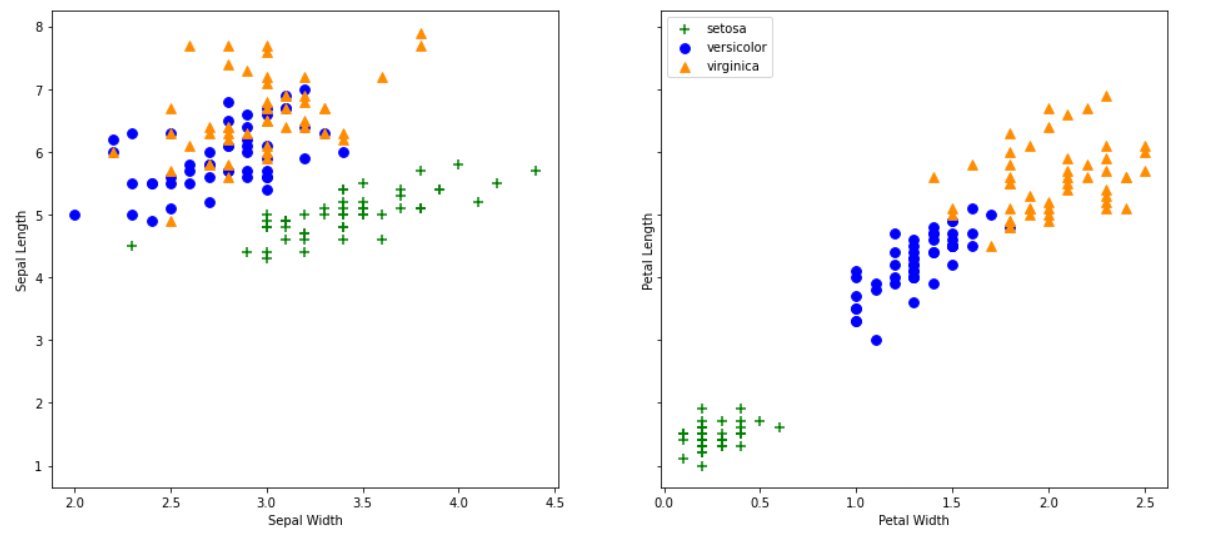 8
7
6
5
4
3
2
1
Sepal Length
2.0 2.5 3.0 3.5 4.0 4.5
Sepal Width
setosa
versicolor
virginica
Petal Length
0.0 0.5 1.0 1.5 2.0 2.5
Petal Width